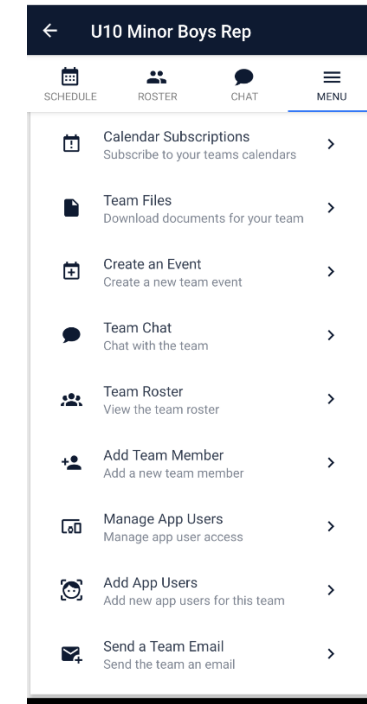 U10 Minor Boys Rep
SCHEDULE ROSTER CHAT MENU
Calendar Subscriptions
Subscribe to your teams calendars
Team Files
Download documents for your team
Create an Event
Create a new team event
Team Chat
Chat with the team
Team Roster
View the team roster
Add Team Member
Add a new team member
Manage App Users
Manage app user access
Add App Users
Add new app users for this team
Send a Team Email
Send the team an email